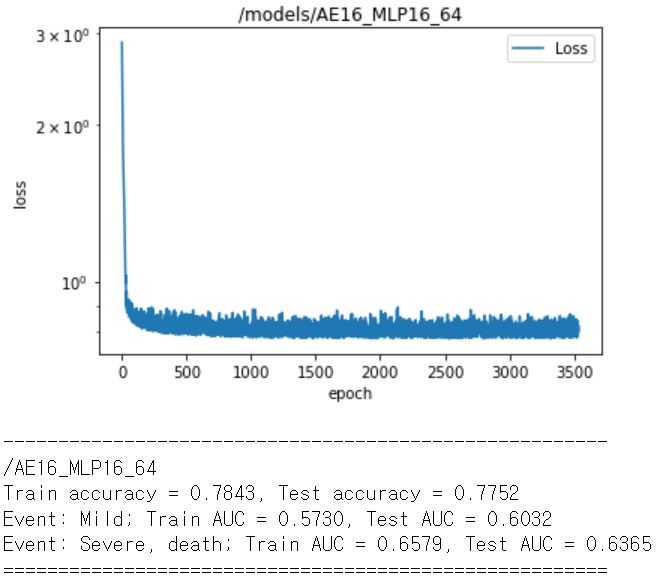 /models/AE16_MLP16_64
3 × 10⁰
Loss
2 × 10⁰
loss
10⁰
0 500 1000 1500 2000 2500 3000 3500
epoch
-------------------------------------------------------
/AE16_MLP16_64
Train accuracy = 0.7843, Test accuracy = 0.7752
Event: Mild; Train AUC = 0.5730, Test AUC = 0.6032
Event: Severe, death; Train AUC = 0.6579, Test AUC = 0.6365
=======================================================